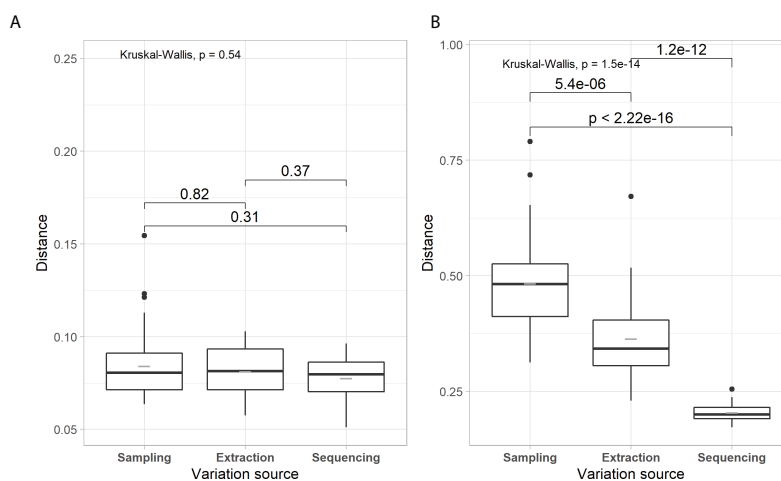 A
Kruskal-Wallis, p = 0.54
0.82
0.37
0.31
0.25
0.20
0.15
0.10
0.05
Distance
Sampling Extraction Sequencing
Variation source
B
1.2e-12
Kruskal-Wallis, p = 1.5e-14
5.4e-06
p < 2.22e-16
1.00
0.75
0.50
0.25
Distance
Sampling Extraction Sequencing
Variation source